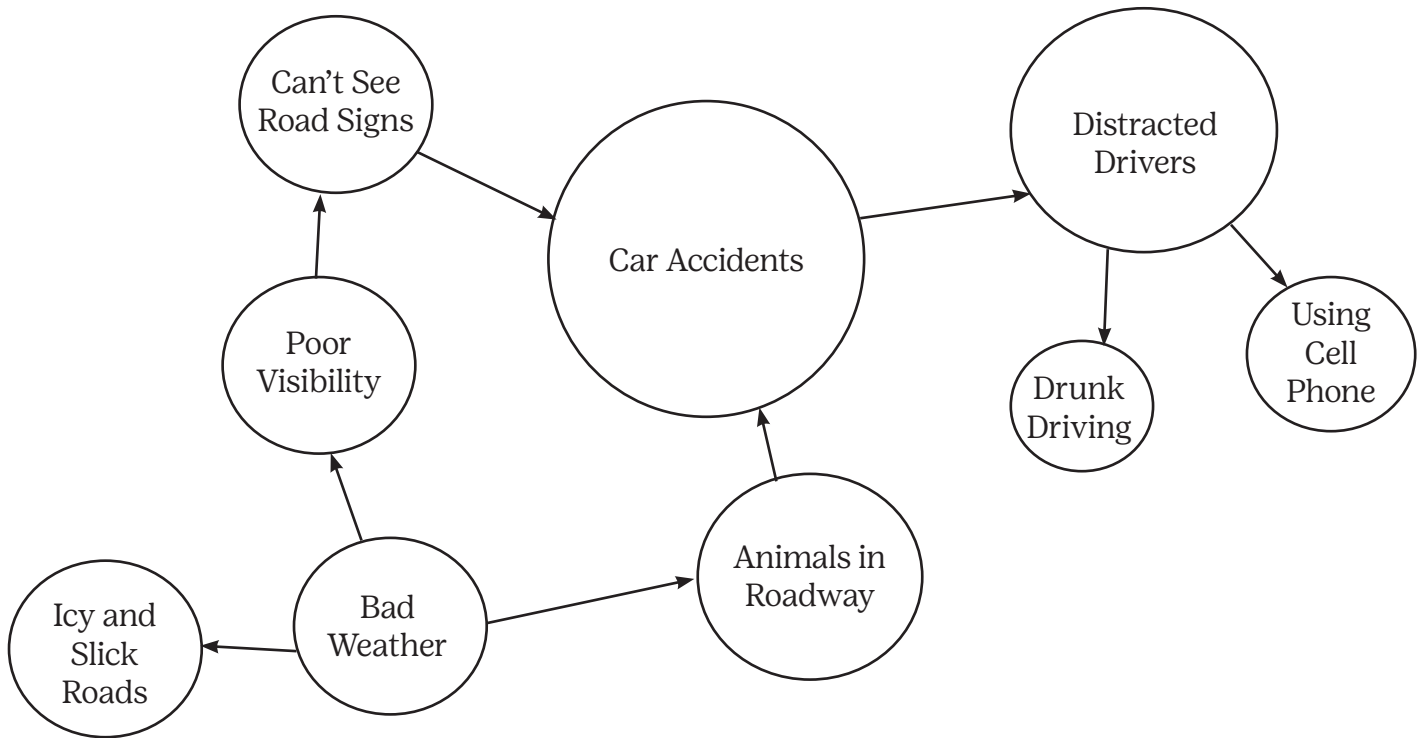 Can’t See
Road Signs
Distracted
Drivers
Car Accidents
Using
Cell
Phone
Poor
Visibility
Drunk
Driving
Animals in
Roadway
Bad
Weather
Icy and
Slick
Roads